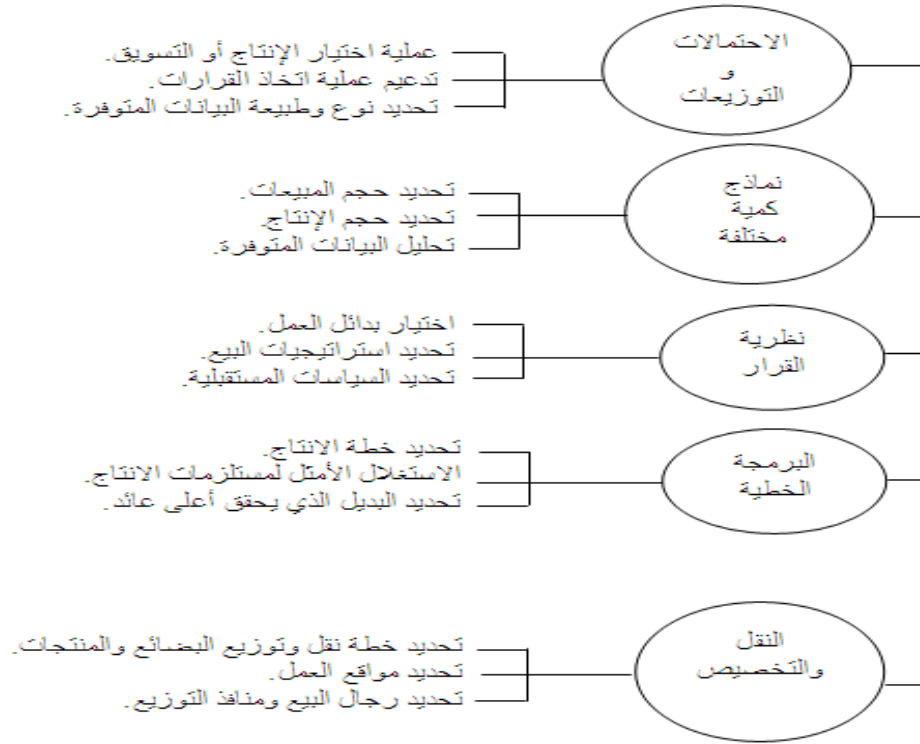 الاحتمالات
و
التوزيعات
عملية اختيار الإنتاج أو التسويق.
تدعيم عملية اتخاذ القرارات.
تحديد نوع وطبيعة البيانات المتوفرة.
نماذج
كمية
مختلفة
تحديد حجم المبيعات.
تحديد حجم الإنتاج.
تحليل البيانات المتوفرة.
نظرية
القرار
اختيار بدائل العمل.
تحديد استراتيجيات البيع.
تحديد السياسات المستقبلية.
البرمجة
الخطية
تحديد خطة الانتاج.
الاستغلال الأمثل لمستلزمات الانتاج.
تحديد البديل الذي يحقق أعلى عائد.
النقل
والتخصيص
تحديد خطة نقل وتوزيع البضائع والمنتجات.
تحديد مواقع العمل.
تحديد رجال البيع ومنافذ التوزيع.